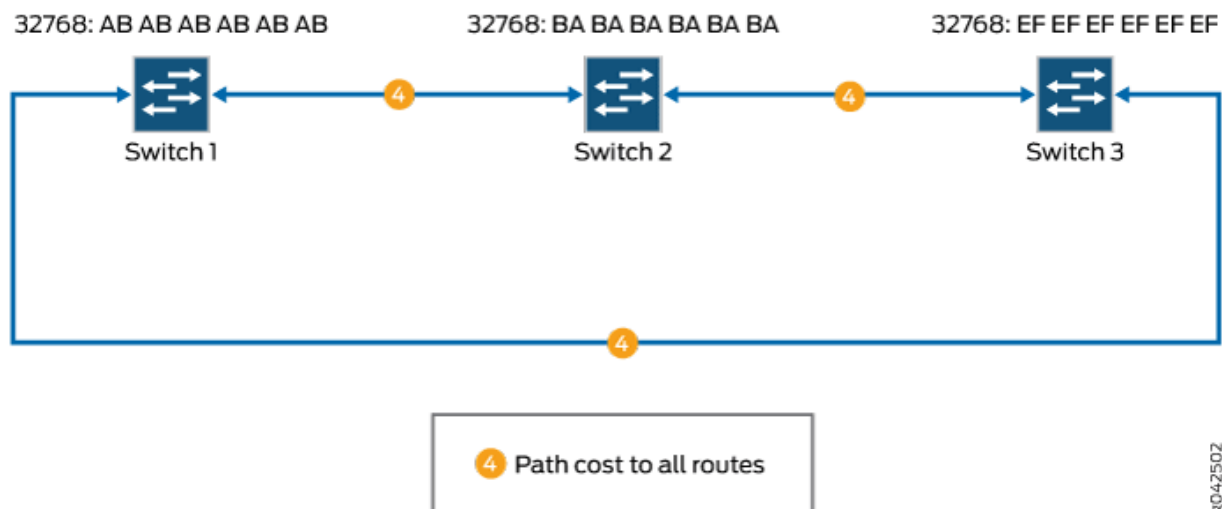 32768: AB AB AB AB AB AB
32768: BA BA BA BA BA BA
32768: EF EF EF EF EF EF
4
4
Switch 1
Switch 2
Switch 3
4
4 Path cost to all routes